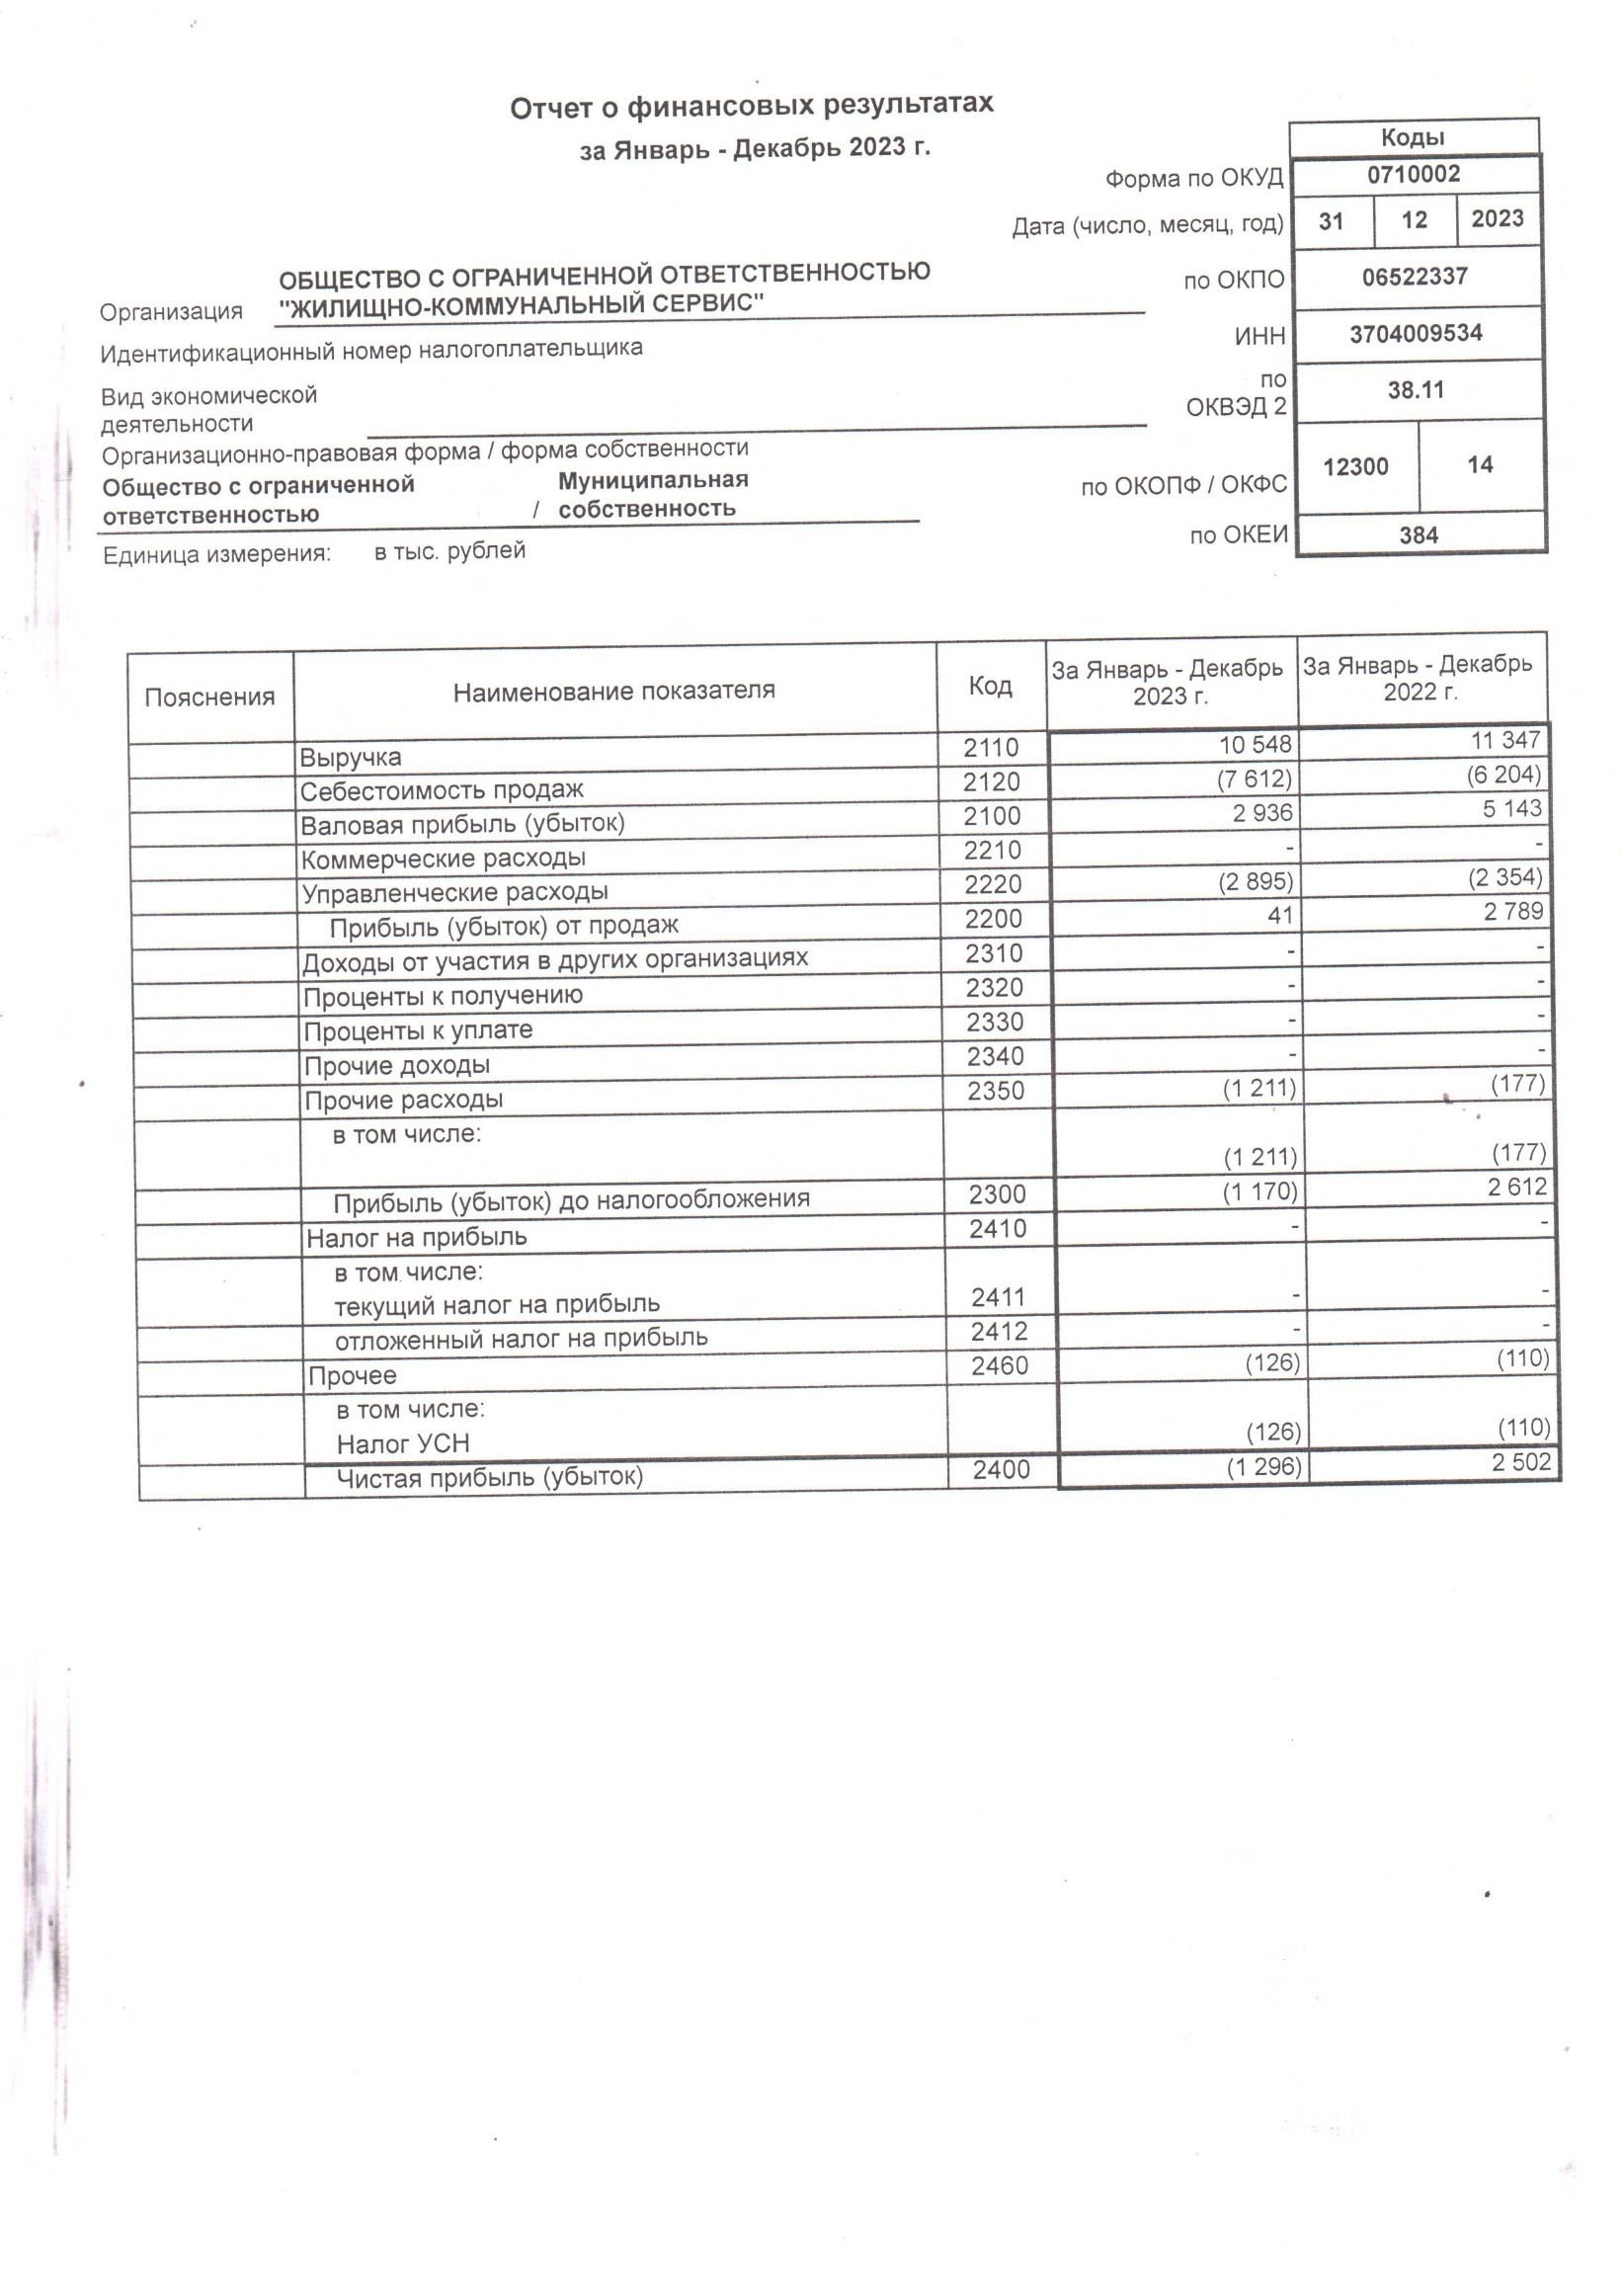 Отчет о финансовых результатах
за Январь - Декабрь 2023 г.
Коды
Форма по ОКУД 0710002
Дата (число, месяц, год) 31 12 2023
ОБЩЕСТВО С ОГРАНИЧЕННОЙ ОТВЕТСТВЕННОСТЬЮ
Организация "ЖИЛИЩНО-КОММУНАЛЬНЫЙ СЕРВИС" по ОКПО 06522337
Идентификационный номер налогоплательщика ИНН 3704009534
Вид экономической
деятельности
по
ОКВЭД 2 38.11
Организационно-правовая форма / форма собственности
Общество с ограниченной Муниципальная
ответственностью / собственность по ОКОПФ / ОКФС 12300 14
Единица измерения: в тыс. рублей по ОКЕИ 384
Пояснения Наименование показателя Код За Январь - Декабрь 2023 г. За Январь - Декабрь 2022 г.
Выручка 2110 10 548 11 347
Себестоимость продаж 2120 (7 612) (6 204)
Валовая прибыль (убыток) 2100 2 936 5 143
Коммерческие расходы 2210 - -
Управленческие расходы 2220 (2 895) (2 354)
Прибыль (убыток) от продаж 2200 41 2 789
Доходы от участия в других организациях 2310 - -
Проценты к получению 2320 - -
Проценты к уплате 2330 - -
Прочие доходы 2340 - -
Прочие расходы 2350 (1 211) (177)
в том числе:
(1 211) (177)
Прибыль (убыток) до налогообложения 2300 (1 170) 2 612
Налог на прибыль 2410 - -
в том числе:
текущий налог на прибыль 2411 - -
отложенный налог на прибыль 2412 - -
Прочее 2460 (126) (110)
в том числе:
Налог УСН (126) (110)
Чистая прибыль (убыток) 2400 (1 296) 2 502